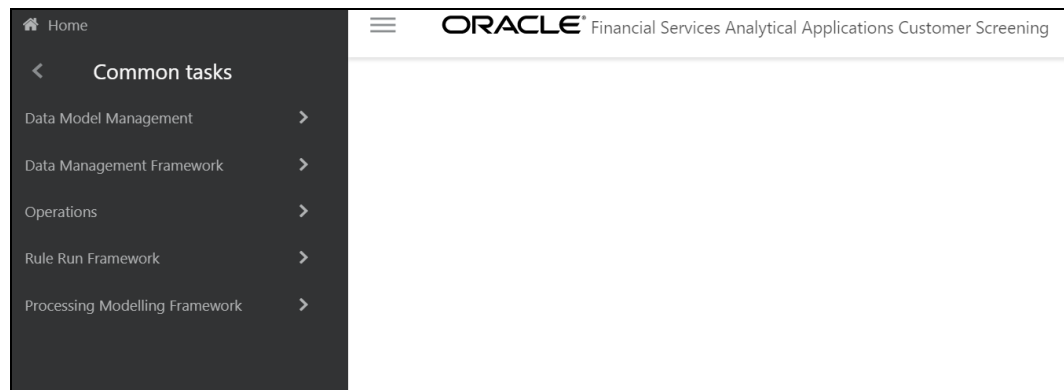 Home
ORACLE® Financial Services Analytical Applications Customer Screening
Common tasks
Data Model Management
Data Management Framework
Operations
Rule Run Framework
Processing Modelling Framework